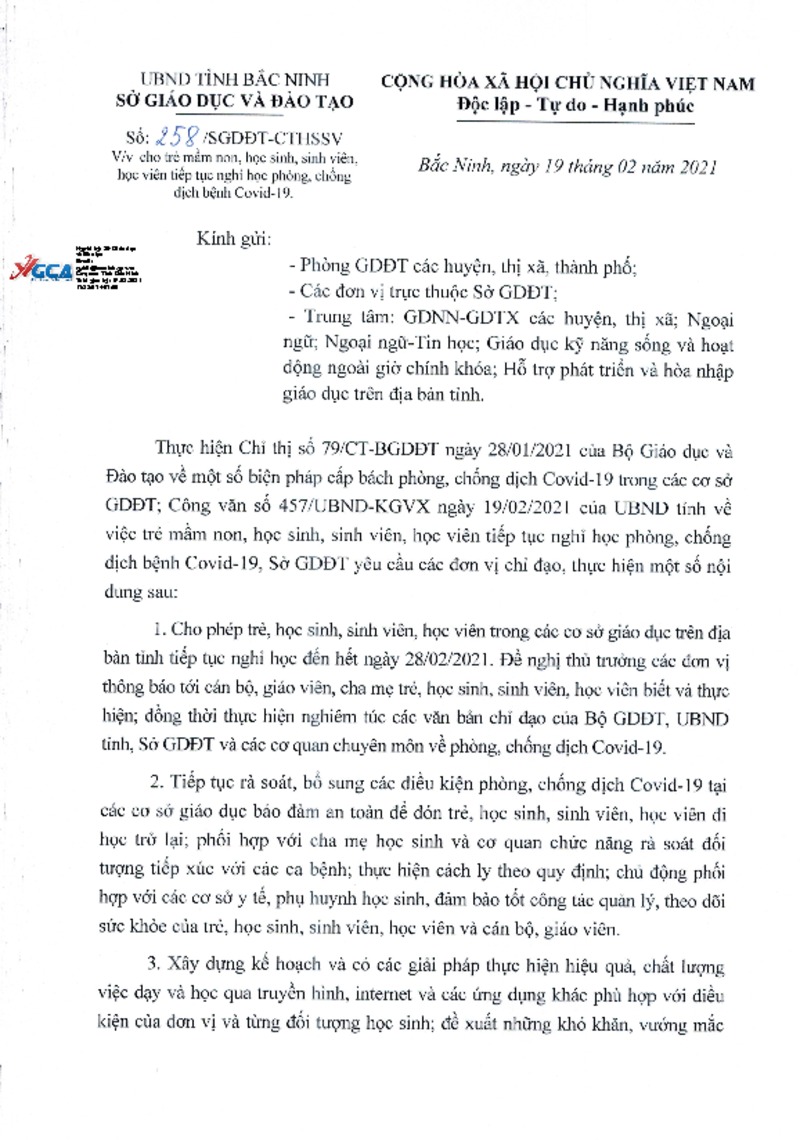 UBND TỈNH BẮC NINH
SỞ GIÁO DỤC VÀ ĐÀO TẠO
CỘNG HÒA XÃ HỘI CHỦ NGHĨA VIỆT NAM
Độc lập - Tự do - Hạnh phúc
Số: 258/SGDĐT-CTHSSV
V/v cho trẻ mầm non, học sinh, sinh viên,
học viên tiếp tục nghỉ học phòng, chống
dịch bệnh Covid-19.
Bắc Ninh, ngày 19 tháng 02 năm 2021
GCA
Kính gửi:
- Phòng GDĐT các huyện, thị xã, thành phố;
- Các đơn vị trực thuộc Sở GDĐT;
- Trung tâm: GDNN-GDTX các huyện, thị xã; Ngoại
ngữ; Ngoại ngữ-Tin học; Giáo dục kỹ năng sống và hoạt
động ngoài giờ chính khóa; Hỗ trợ phát triển và hòa nhập
giáo dục trên địa bàn tỉnh.
Thực hiện Chỉ thị số 79/CT-BGDĐT ngày 28/01/2021 của Bộ Giáo dục và
Đào tạo về một số biện pháp cấp bách phòng, chống dịch Covid-19 trong các cơ sở
GDĐT; Công văn số 457/UBND-KGVX ngày 19/02/2021 của UBND tỉnh về
việc trẻ mầm non, học sinh, sinh viên, học viên tiếp tục nghỉ học phòng, chống
dịch bệnh Covid-19, Sở GDĐT yêu cầu các đơn vị chỉ đạo, thực hiện một số nội
dung sau:
1. Cho phép trẻ, học sinh, sinh viên, học viên trong các cơ sở giáo dục trên địa
bàn tỉnh tiếp tục nghỉ học đến hết ngày 28/02/2021. Đề nghị thủ trưởng các đơn vị
thông báo tới cán bộ, giáo viên, cha mẹ trẻ, học sinh, sinh viên, học viên biết và thực
hiện; đồng thời thực hiện nghiêm túc các văn bản chỉ đạo của Bộ GDĐT, UBND
tỉnh, Sở GDĐT và các cơ quan chuyên môn về phòng, chống dịch Covid-19.
2. Tiếp tục rà soát, bổ sung các điều kiện phòng, chống dịch Covid-19 tại
các cơ sở giáo dục bảo đảm an toàn để đón trẻ, học sinh, sinh viên, học viên đi
học trở lại; phối hợp với cha mẹ học sinh và cơ quan chức năng rà soát đối
tượng tiếp xúc với các ca bệnh; thực hiện cách ly theo quy định; chủ động phối
hợp với các cơ sở y tế, phụ huynh học sinh, đảm bảo tốt công tác quản lý, theo dõi
sức khỏe của trẻ, học sinh, sinh viên, học viên và cán bộ, giáo viên.
3. Xây dựng kế hoạch và có các giải pháp thực hiện hiệu quả, chất lượng
việc dạy và học qua truyền hình, internet và các ứng dụng khác phù hợp với điều
kiện của đơn vị và từng đối tượng học sinh; đề xuất những khó khăn, vướng mắc